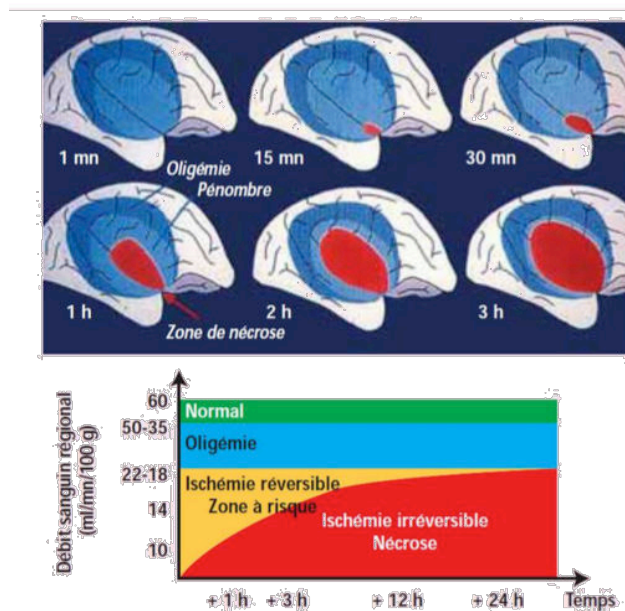 1 mn
15 mn
30 mn
Oligémie
Pénombre
1 h
2 h
3 h
Zone de nécrose
Débit sanguin régional
(ml/mn/100 g)
60
50-35
22-18
14
10
Normal
Oligémie
Ischémie réversible
Zone à risque
Ischémie irréversible
Nécrose
+ 1 h
+ 3 h
+ 12 h
+ 24 h
Temps